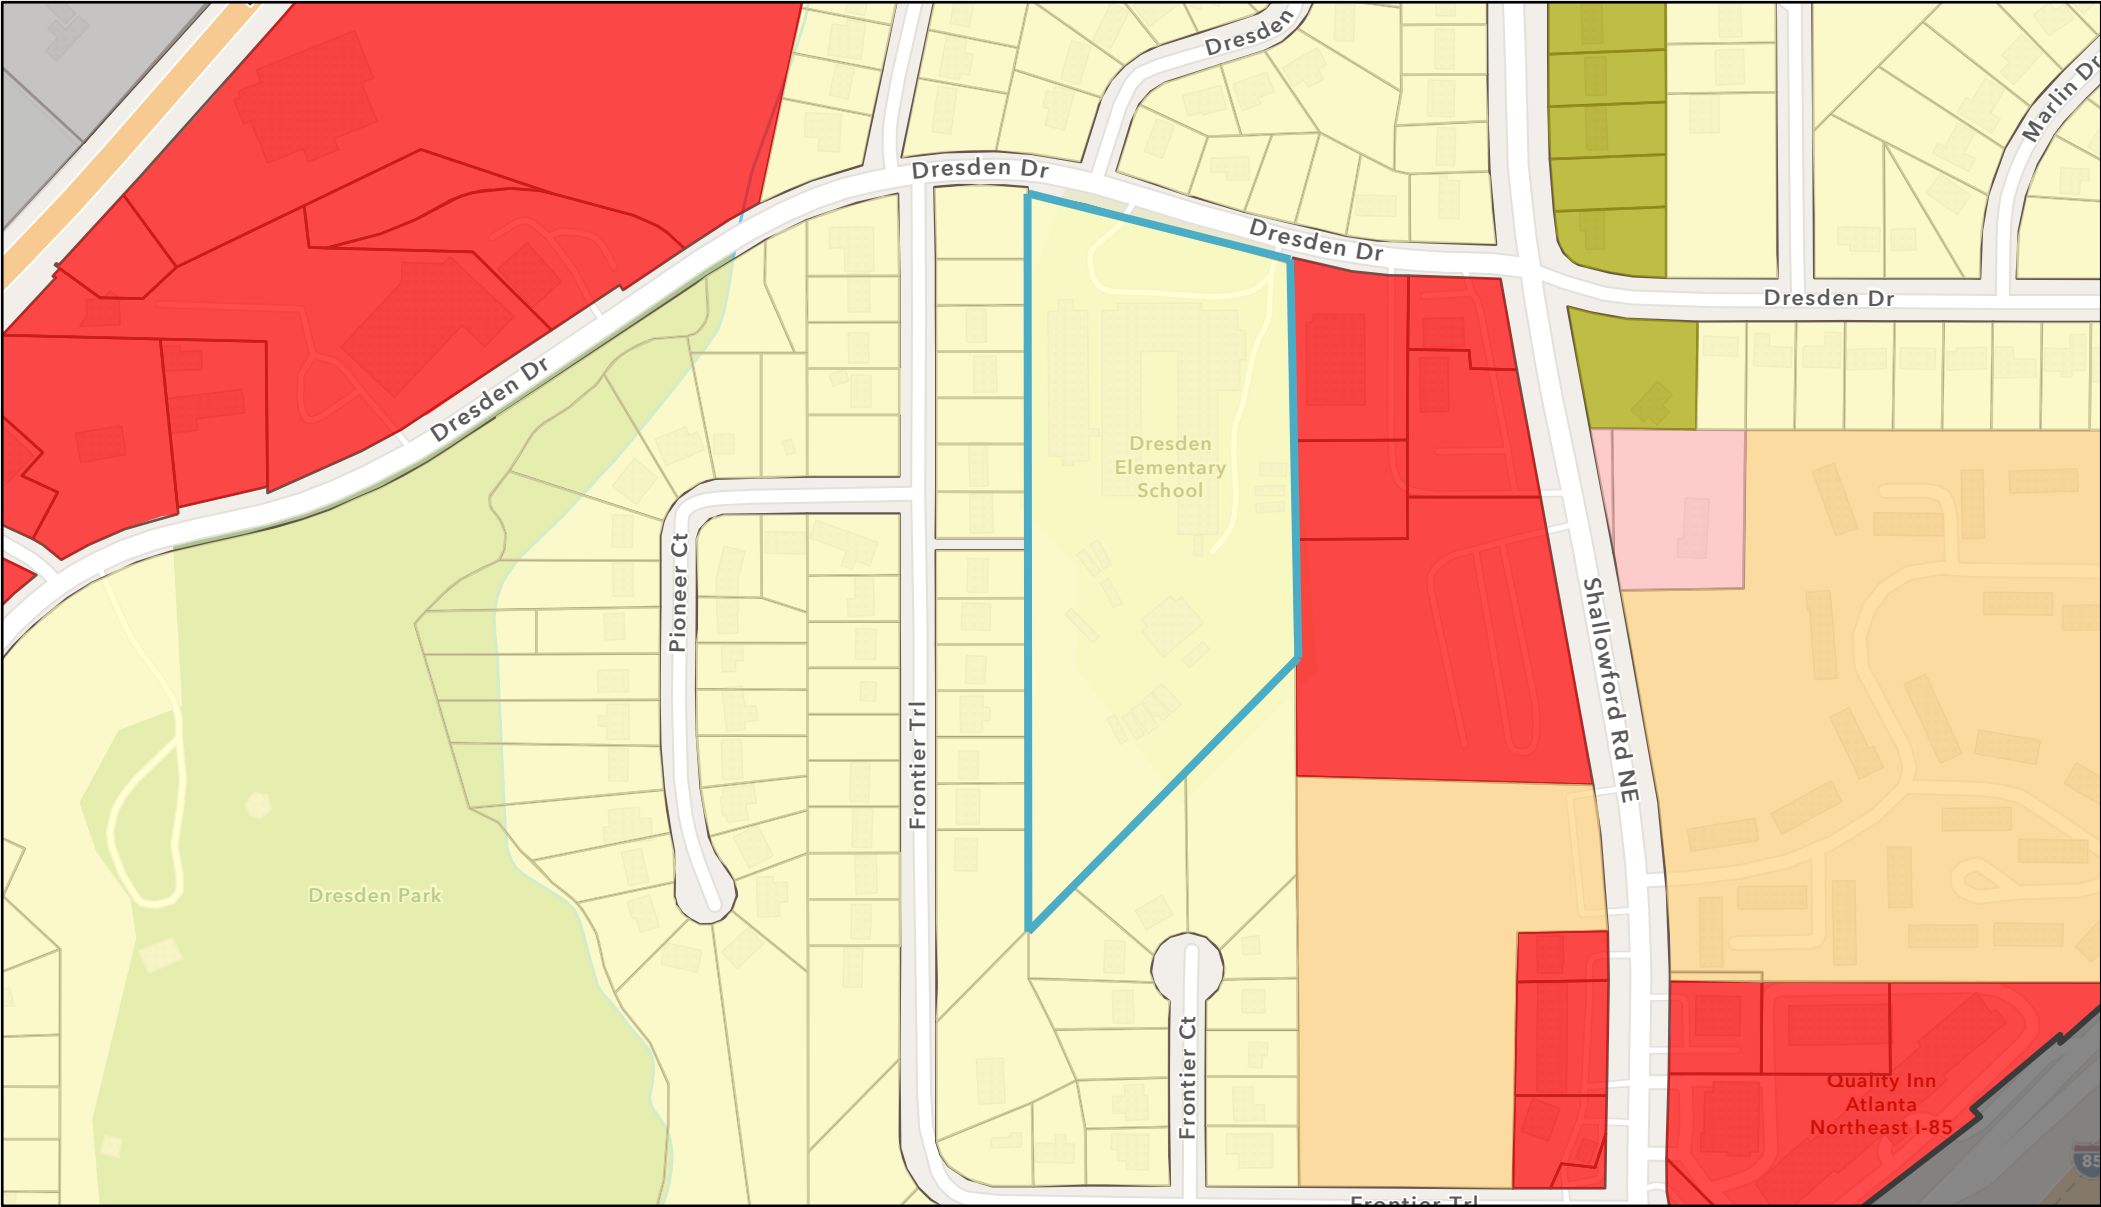 Dresden
Marlin Dr
Dresden Dr
Dresden Dr
Dresden Dr
Dresden Dr
Dresden
Elementary
School
Pioneer Ct
Shallowford Rd NE
Frontier Trl
Dresden Park
Frontier Ct
Quality Inn
Atlanta
Northeast I-85
85
Frontier Trl